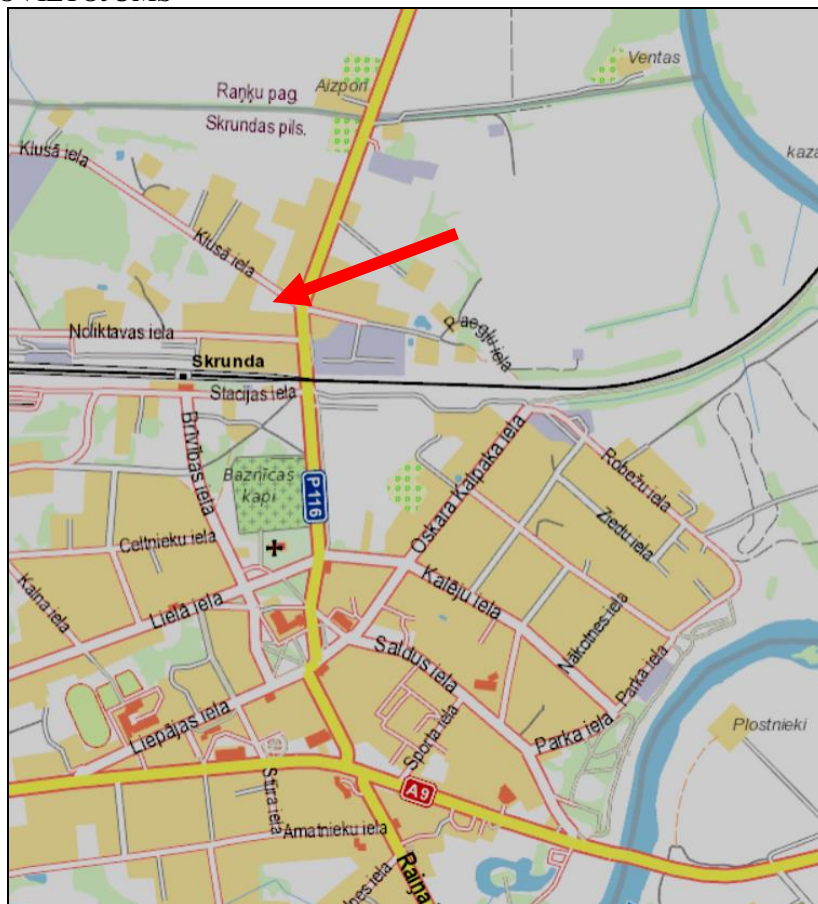 Ventas
Aizpori
Raņķu pag.
Skrundas pils.
Klusā iela
kaza
Klusā iela
Noliktavas iela
Skrunda
Stacijas iela
Brīvības iela
Oskara Kalpaka iela
Robežu iela
Baznīcas
kapi
P116
Ziedu iela
Celtnieku iela
Kalēju iela
Kalna iela
Lielā iela
Nākotnes iela
Saldus iela
Parka iela
Liepājas iela
Sporta iela
Parka iela
Plostnieki
A9
Amatnieku iela
Raiņa
nes iela